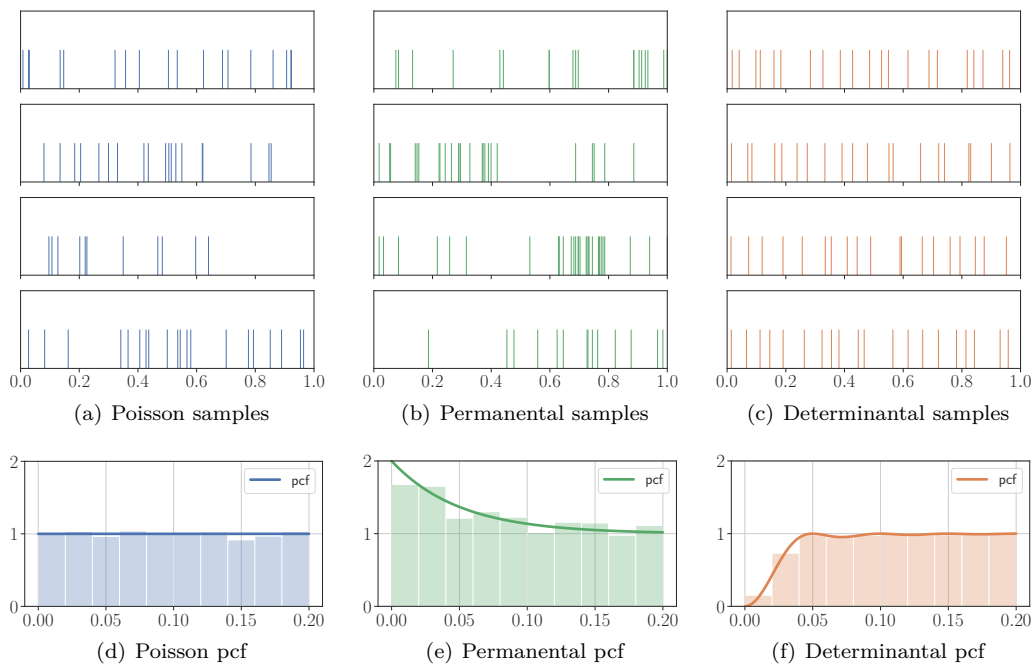 0.0 0.2 0.4 0.6 0.8 1.0
0.0 0.2 0.4 0.6 0.8 1.0
0.0 0.2 0.4 0.6 0.8 1.0
(a) Poisson samples
(b) Permanental samples
(c) Determinantal samples
2
1
0
pcf
0.00 0.05 0.10 0.15 0.20
2
1
0
pcf
0.00 0.05 0.10 0.15 0.20
2
1
0
pcf
0.00 0.05 0.10 0.15 0.20
(d) Poisson pcf
(e) Permanental pcf
(f) Determinantal pcf